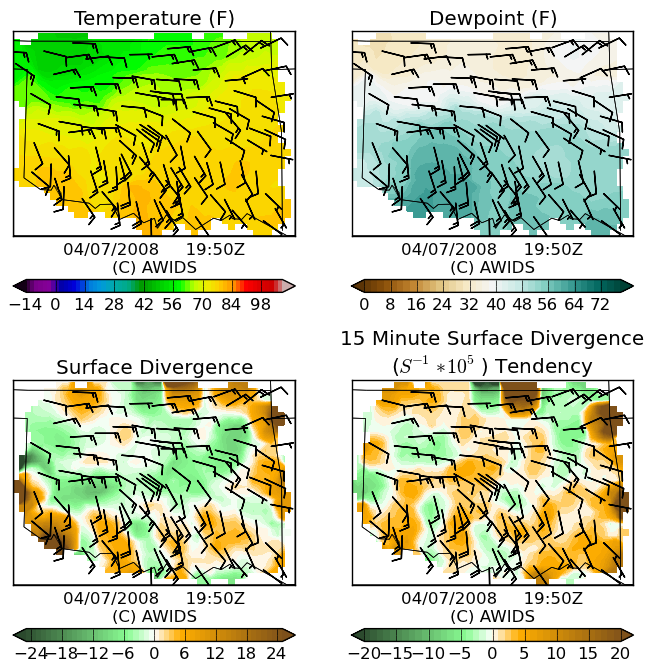 Temperature (F)
Dewpoint (F)
04/07/2008 19:50Z
04/07/2008 19:50Z
(C) AWIDS
(C) AWIDS
−14 0 14 28 42 56 70 84 98
0 8 16 24 32 40 48 56 64 72
15 Minute Surface Divergence
Surface Divergence
(S⁻¹ *10⁵ ) Tendency
04/07/2008 19:50Z
04/07/2008 19:50Z
(C) AWIDS
(C) AWIDS
−24 −18 −12 −6 0 6 12 18 24
−20 −15 −10 −5 0 5 10 15 20